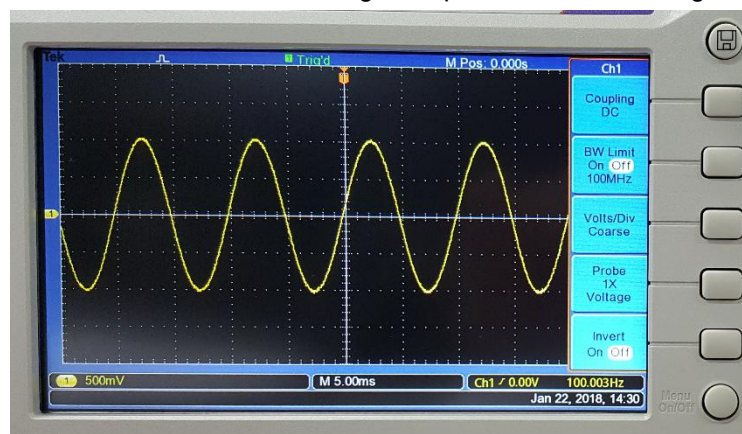 Tek
Trig'd
M Pos: 0.000s
Ch1
Coupling
DC
BW Limit
On Off
100MHz
Volts/Div
Coarse
Probe
1X
Voltage
Invert
On Off
1
1 500mV
M 5.00ms
Ch1 / 0.00V 100.003Hz
Jan 22, 2018, 14:30
Menu
On/Off